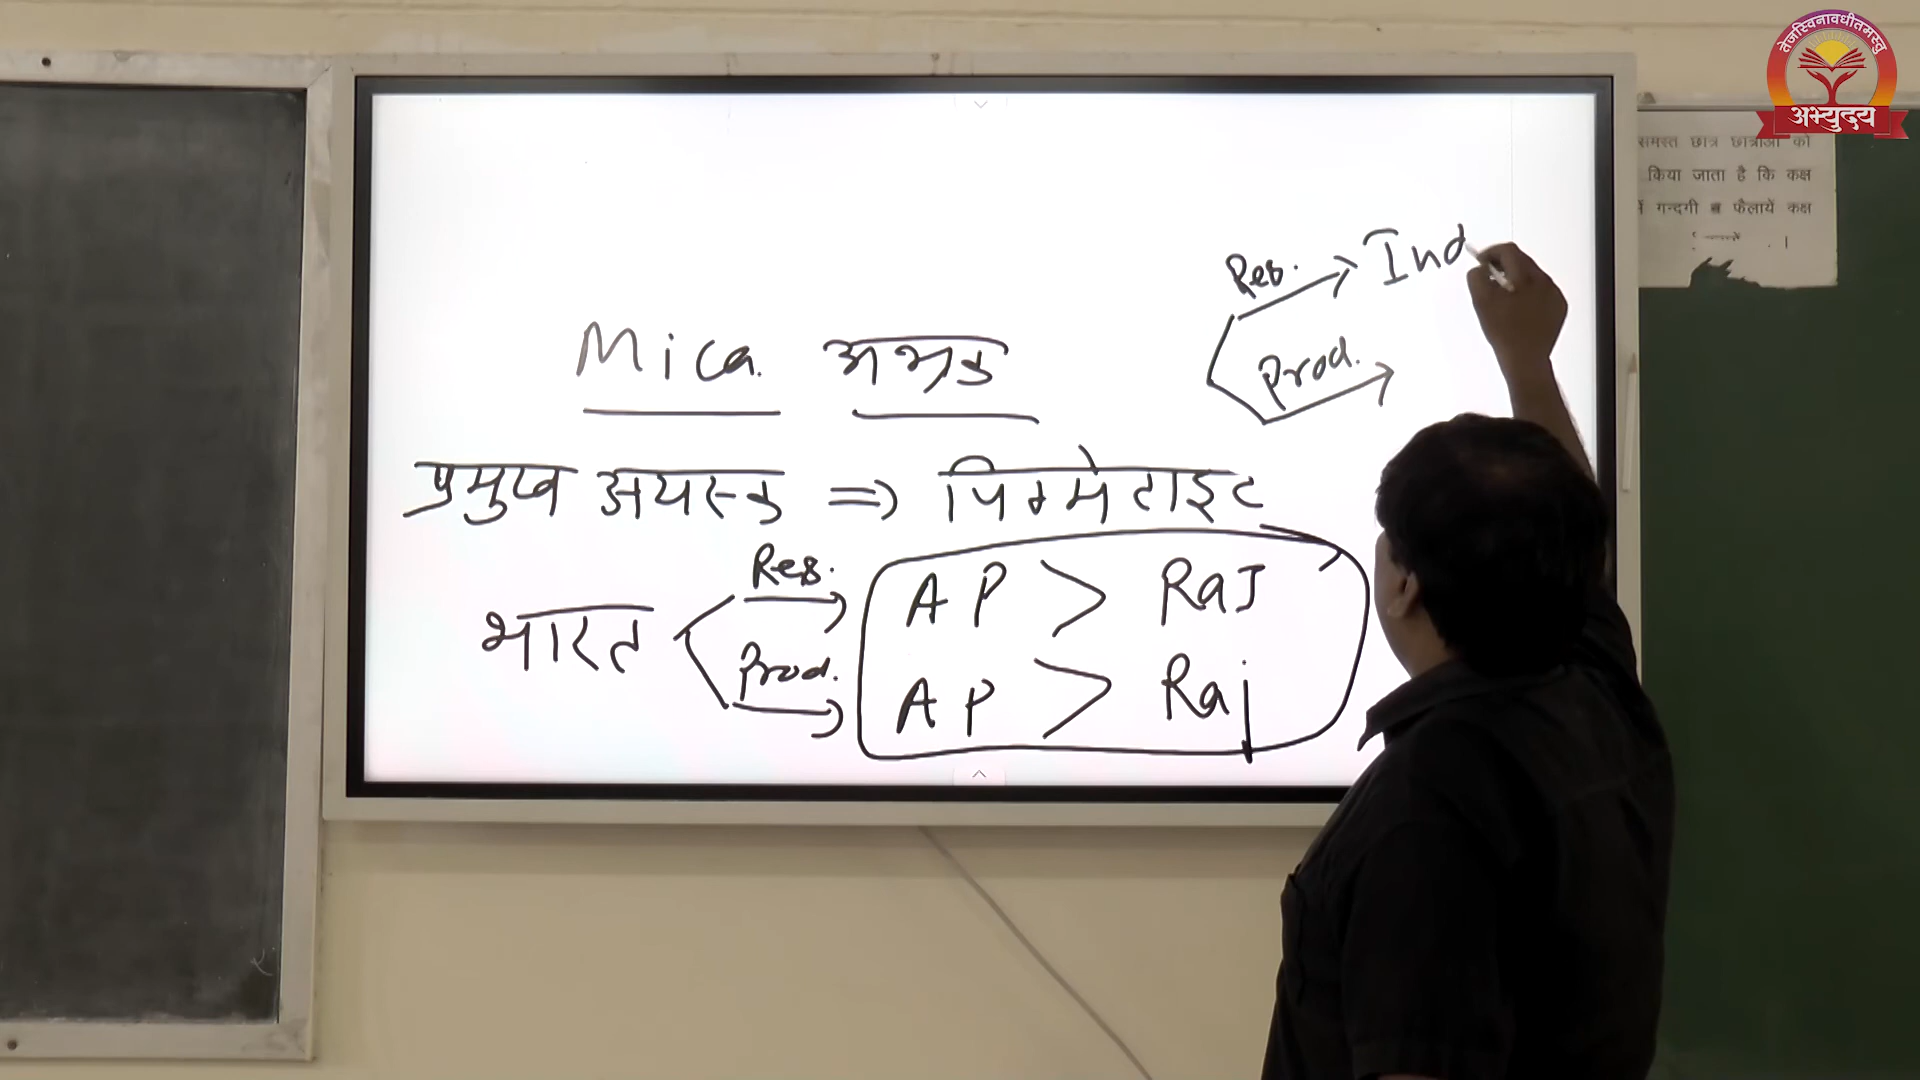 तेजस्विनावधीतमस्तु
अभ्युदय
समस्त छात्र छात्राओं को
किया जाता है कि कक्ष
में गन्दगी न फैलायें कक्ष
Res. Ind
Prod.
Mica अभ्रक
प्रमुख अयस्क ⇒ पिग्मेटाइट
Res. AP > Raj
भारत
Prod. AP > Raj